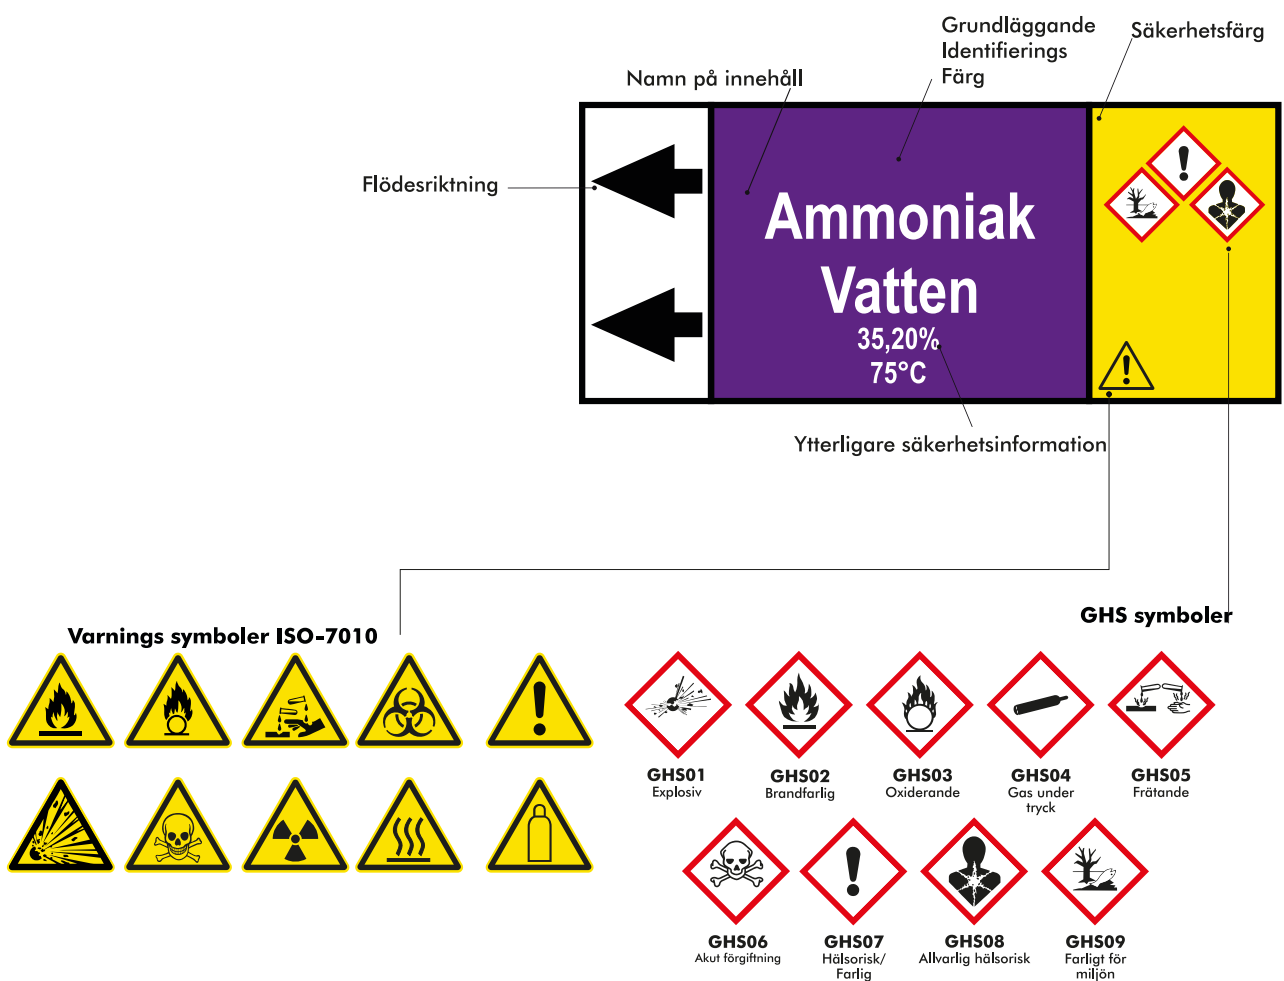 Grundläggande
Identifierings
Färg
Säkerhetsfärg
Namn på innehåll
Flödesriktning
Ammoniak
Vatten
35,20%
75°C
Ytterligare säkerhetsinformation
Varnings symboler ISO-7010
GHS symboler
GHS01
Explosiv
GHS02
Brandfarlig
GHS03
Oxiderande
GHS04
Gas under
tryck
GHS05
Frätande
GHS06
Akut förgiftning
GHS07
Hälsorisk/
Farlig
GHS08
Allvarlig hälsorisk
GHS09
Farligt för
miljön